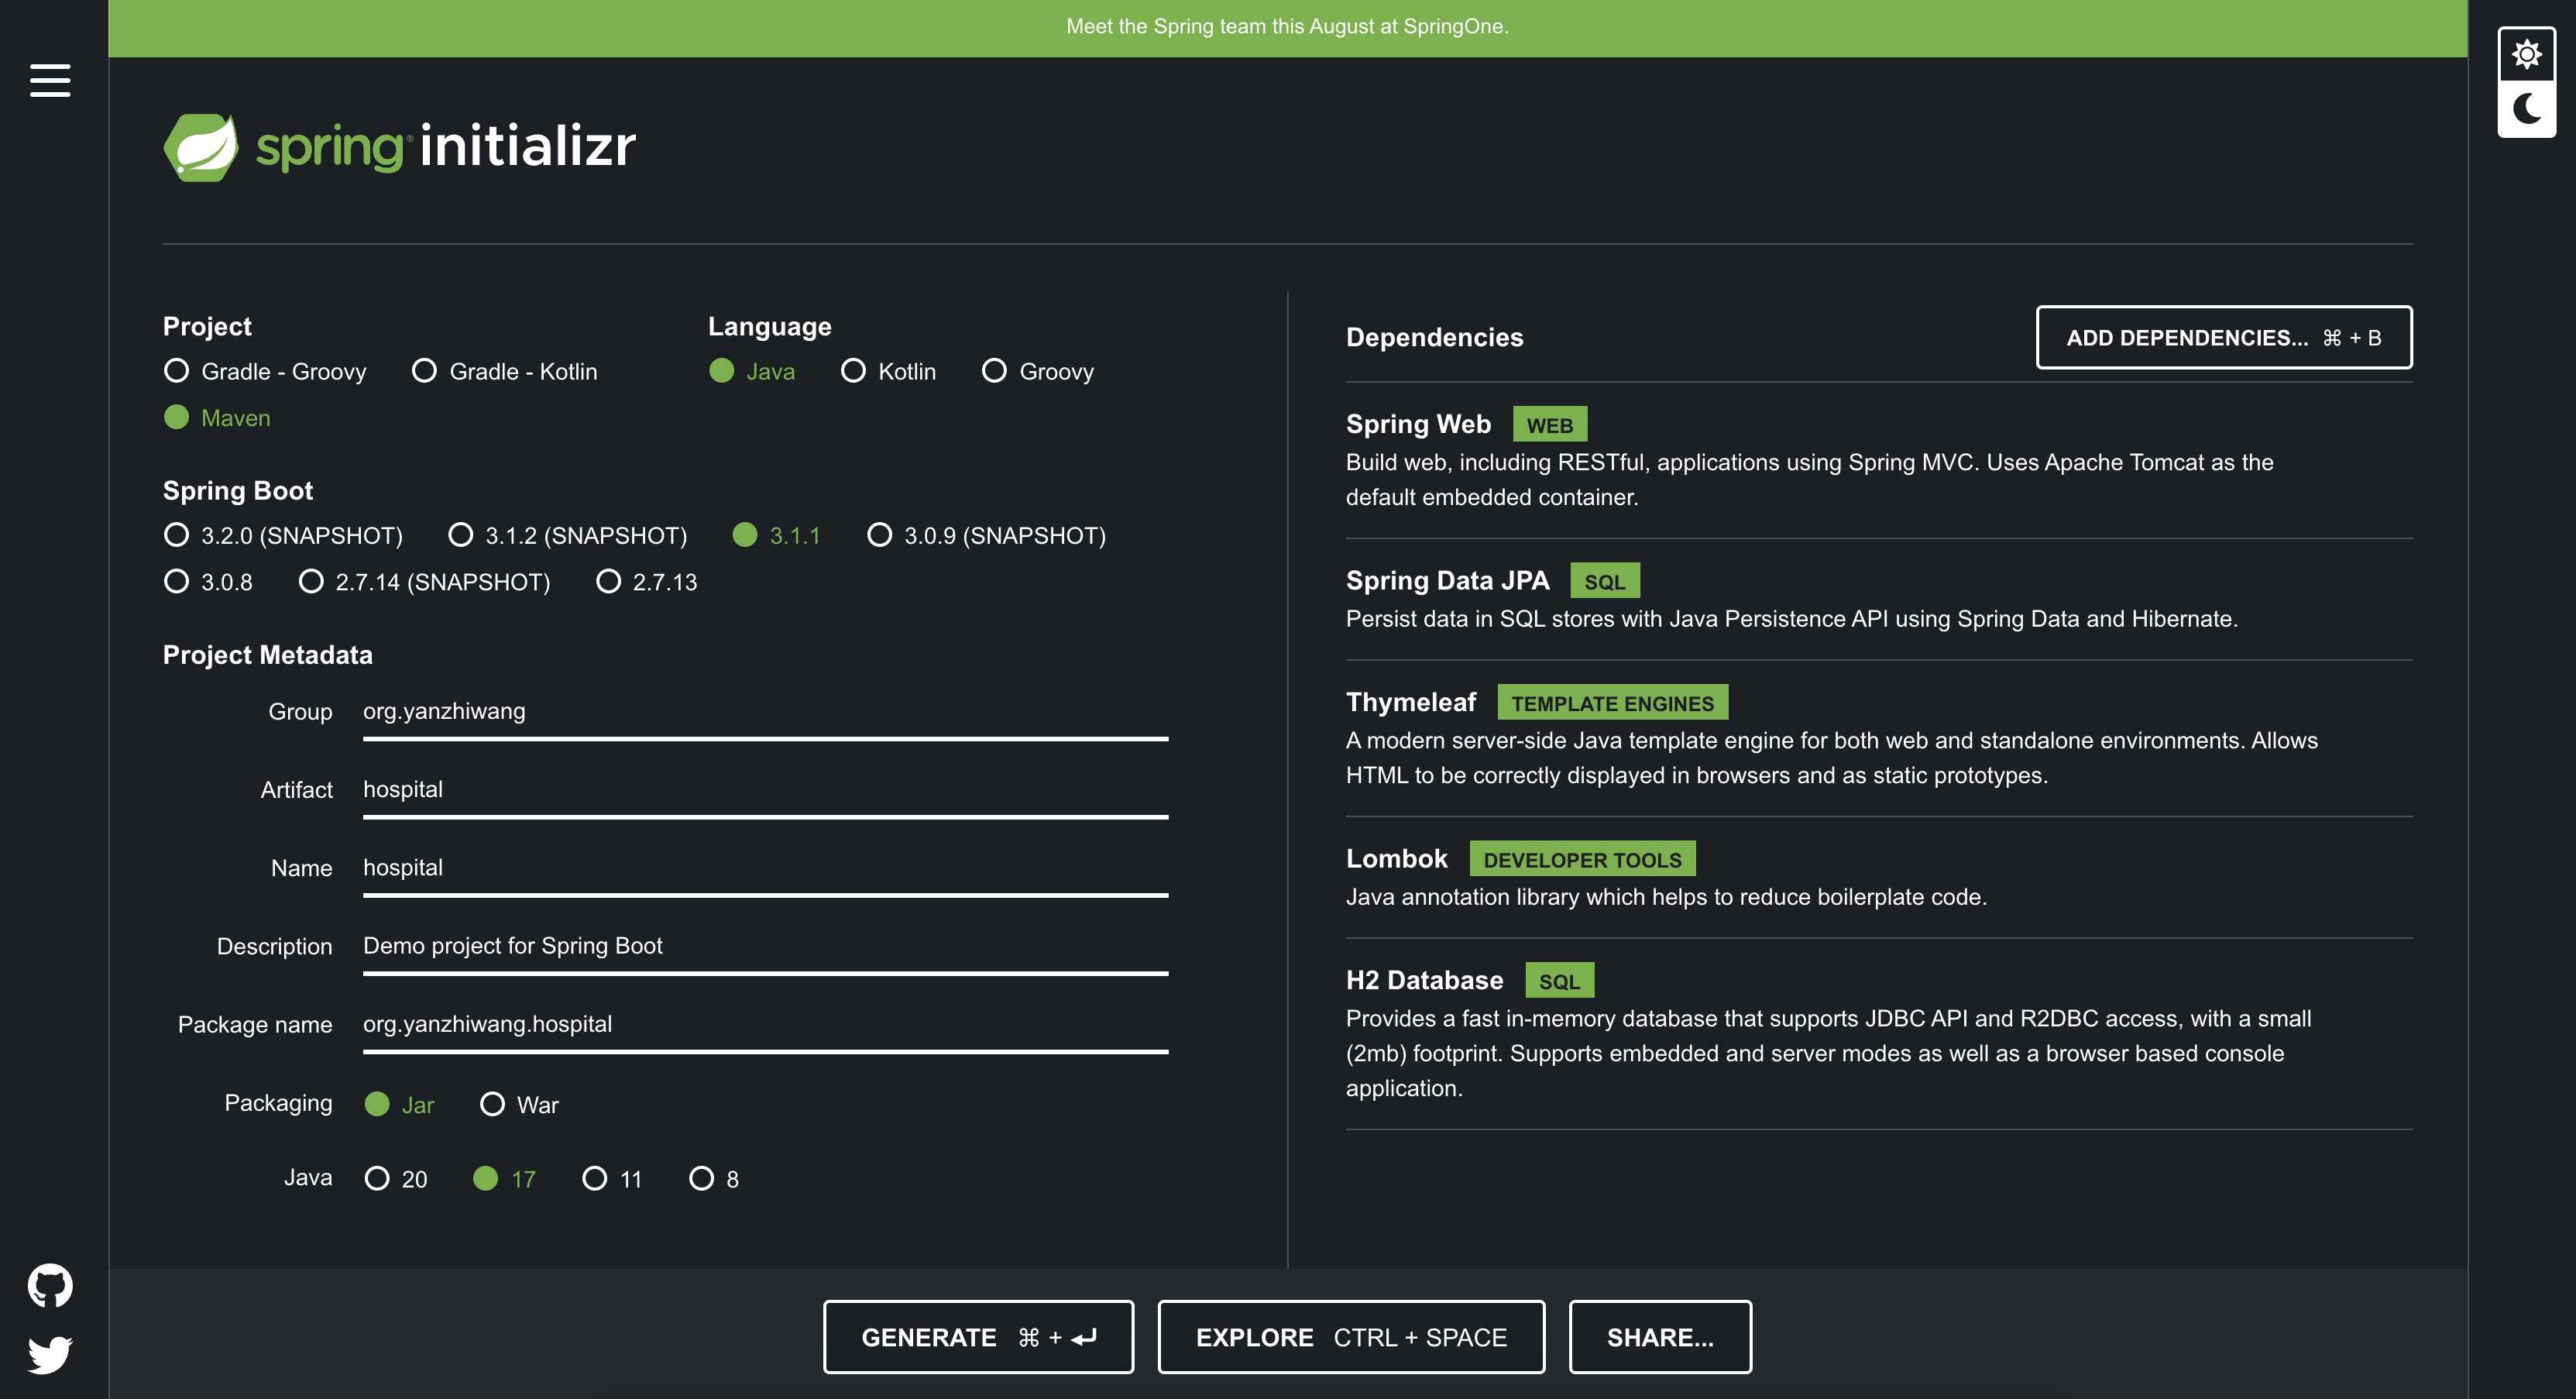 Meet the Spring team this August at SpringOne.
spring® initializr
Project
Gradle - Groovy Gradle - Kotlin
Maven
Language
Java Kotlin Groovy
Spring Boot
3.2.0 (SNAPSHOT) 3.1.2 (SNAPSHOT) 3.1.1 3.0.9 (SNAPSHOT)
3.0.8 2.7.14 (SNAPSHOT) 2.7.13
Project Metadata
Group org.yanzhiwang
Artifact hospital
Name hospital
Description Demo project for Spring Boot
Package name org.yanzhiwang.hospital
Packaging Jar War
Java 20 17 11 8
Dependencies ADD DEPENDENCIES... ⌘ + B
Spring Web WEB
Build web, including RESTful, applications using Spring MVC. Uses Apache Tomcat as the
default embedded container.
Spring Data JPA SQL
Persist data in SQL stores with Java Persistence API using Spring Data and Hibernate.
Thymeleaf TEMPLATE ENGINES
A modern server-side Java template engine for both web and standalone environments. Allows
HTML to be correctly displayed in browsers and as static prototypes.
Lombok DEVELOPER TOOLS
Java annotation library which helps to reduce boilerplate code.
H2 Database SQL
Provides a fast in-memory database that supports JDBC API and R2DBC access, with a small
(2mb) footprint. Supports embedded and server modes as well as a browser based console
application.
GENERATE ⌘ + ⏎ EXPLORE CTRL + SPACE SHARE...